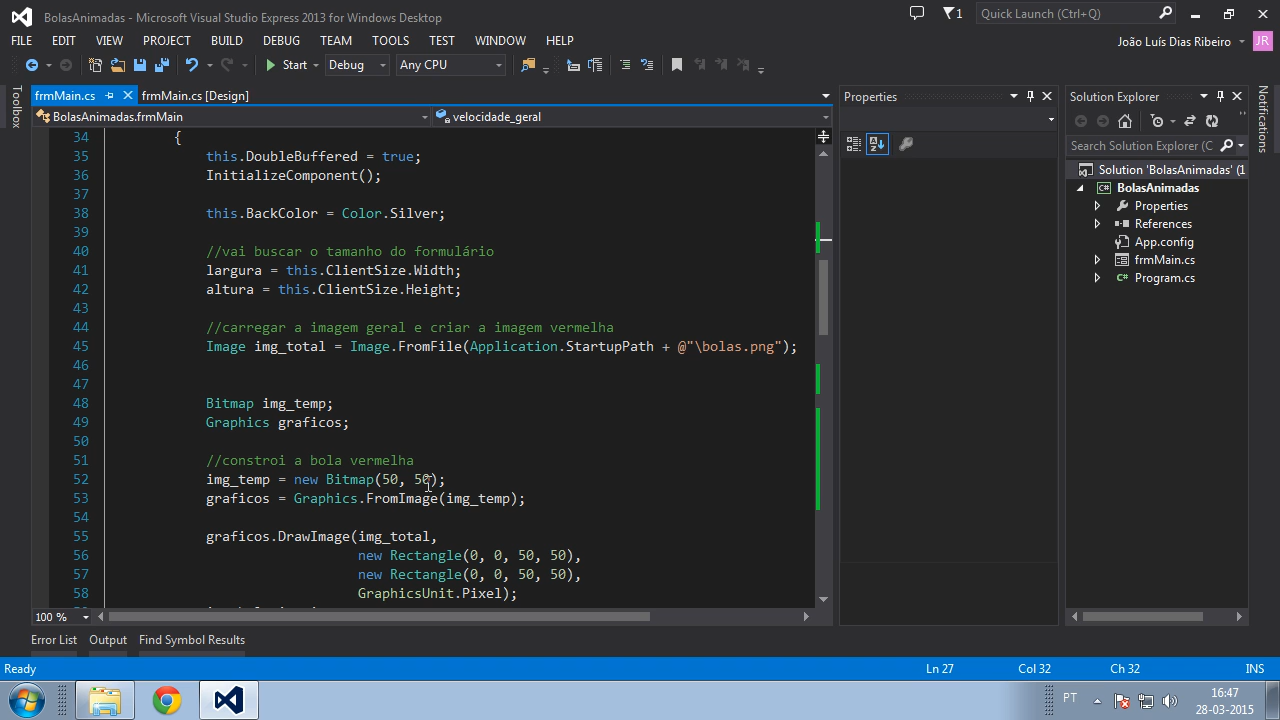 BolasAnimadas - Microsoft Visual Studio Express 2013 for Windows Desktop
1
Quick Launch (Ctrl+Q)
FILE EDIT VIEW PROJECT BUILD DEBUG TEAM TOOLS TEST WINDOW HELP
João Luís Dias Ribeiro JR
Start Debug Any CPU
Toolbox
frmMain.cs frmMain.cs [Design]
BolasAnimadas.frmMain velocidade_geral
34 {
35 this.DoubleBuffered = true;
36 InitializeComponent();
37
38 this.BackColor = Color.Silver;
39
40 //vai buscar o tamanho do formulário
41 largura = this.ClientSize.Width;
42 altura = this.ClientSize.Height;
43
44 //carregar a imagem geral e criar a imagem vermelha
45 Image img_total = Image.FromFile(Application.StartupPath + @"\bolas.png");
46
47
48 Bitmap img_temp;
49 Graphics graficos;
50
51 //constroi a bola vermelha
52 img_temp = new Bitmap(50, 50);
53 graficos = Graphics.FromImage(img_temp);
54
55 graficos.DrawImage(img_total,
56 new Rectangle(0, 0, 50, 50),
57 new Rectangle(0, 0, 50, 50),
58 GraphicsUnit.Pixel);
100 %
Properties
Solution Explorer
Search Solution Explorer (C
Solution 'BolasAnimadas' (1
BolasAnimadas
Properties
References
App.config
frmMain.cs
Program.cs
Notifications
Error List Output Find Symbol Results
Ready Ln 27 Col 32 Ch 32 INS
PT
16:47
28-03-2015